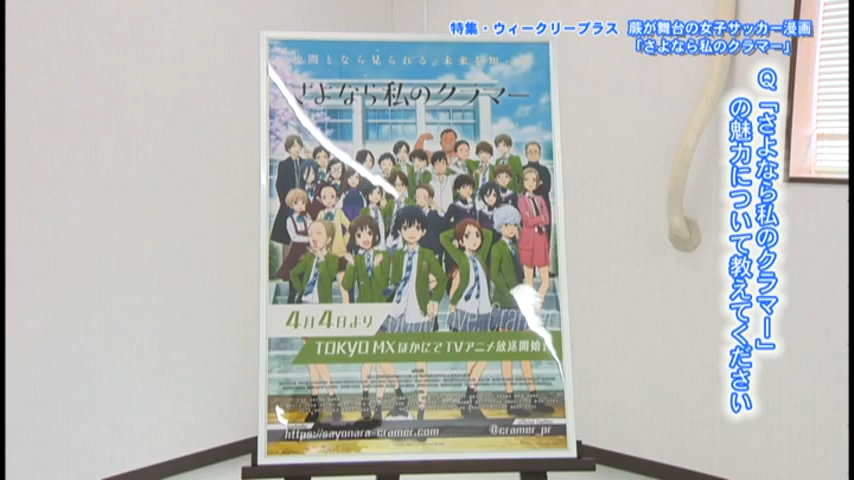 特集・ウィークリープラス 蕨が舞台の女子サッカー漫画
「さよなら私のクラマー」
Q「さよなら私のクラマー」
の魅力について教えてください
さよなら私のクラマー
4月4日より
TOKYO MXほかにてTVアニメ放送開始
https://sayonara-cramer.com
@cramer_pr